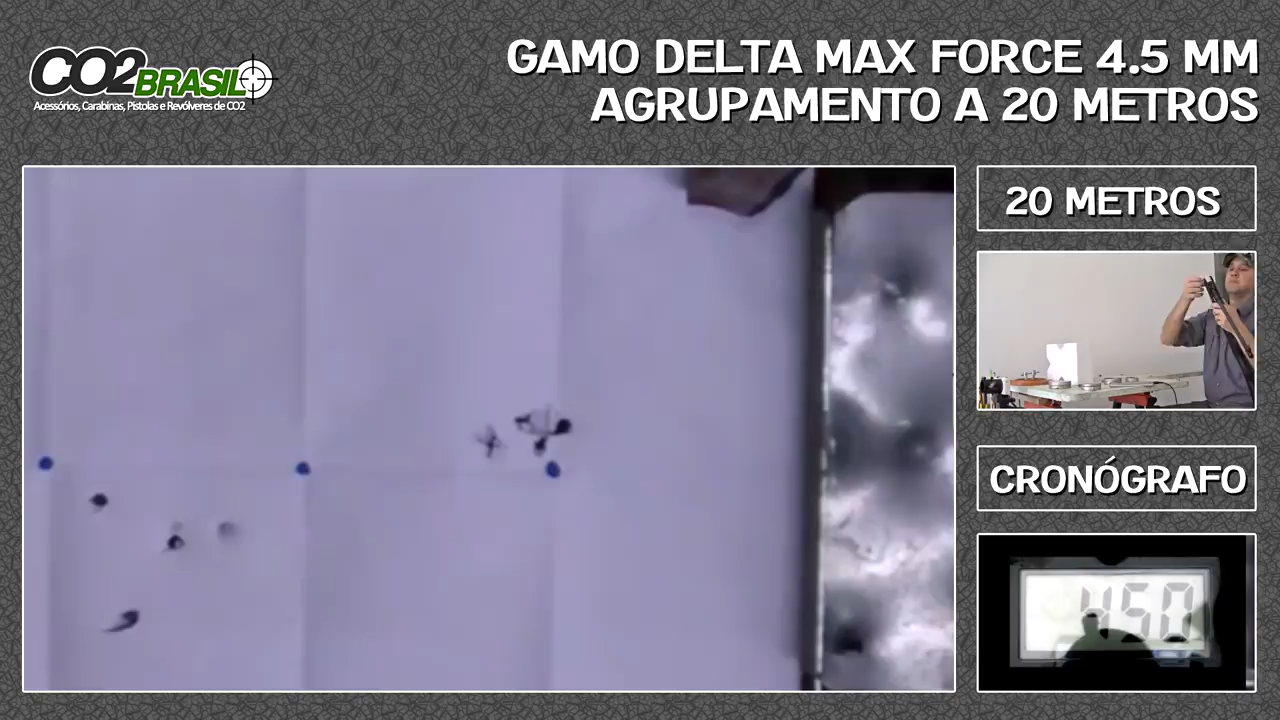 CO2BRASIL
Acessórios, Carabinas, Pistolas e Revólveres de CO2
GAMO DELTA MAX FORCE 4.5 MM
AGRUPAMENTO A 20 METROS
20 METROS
CRONÓGRAFO
450